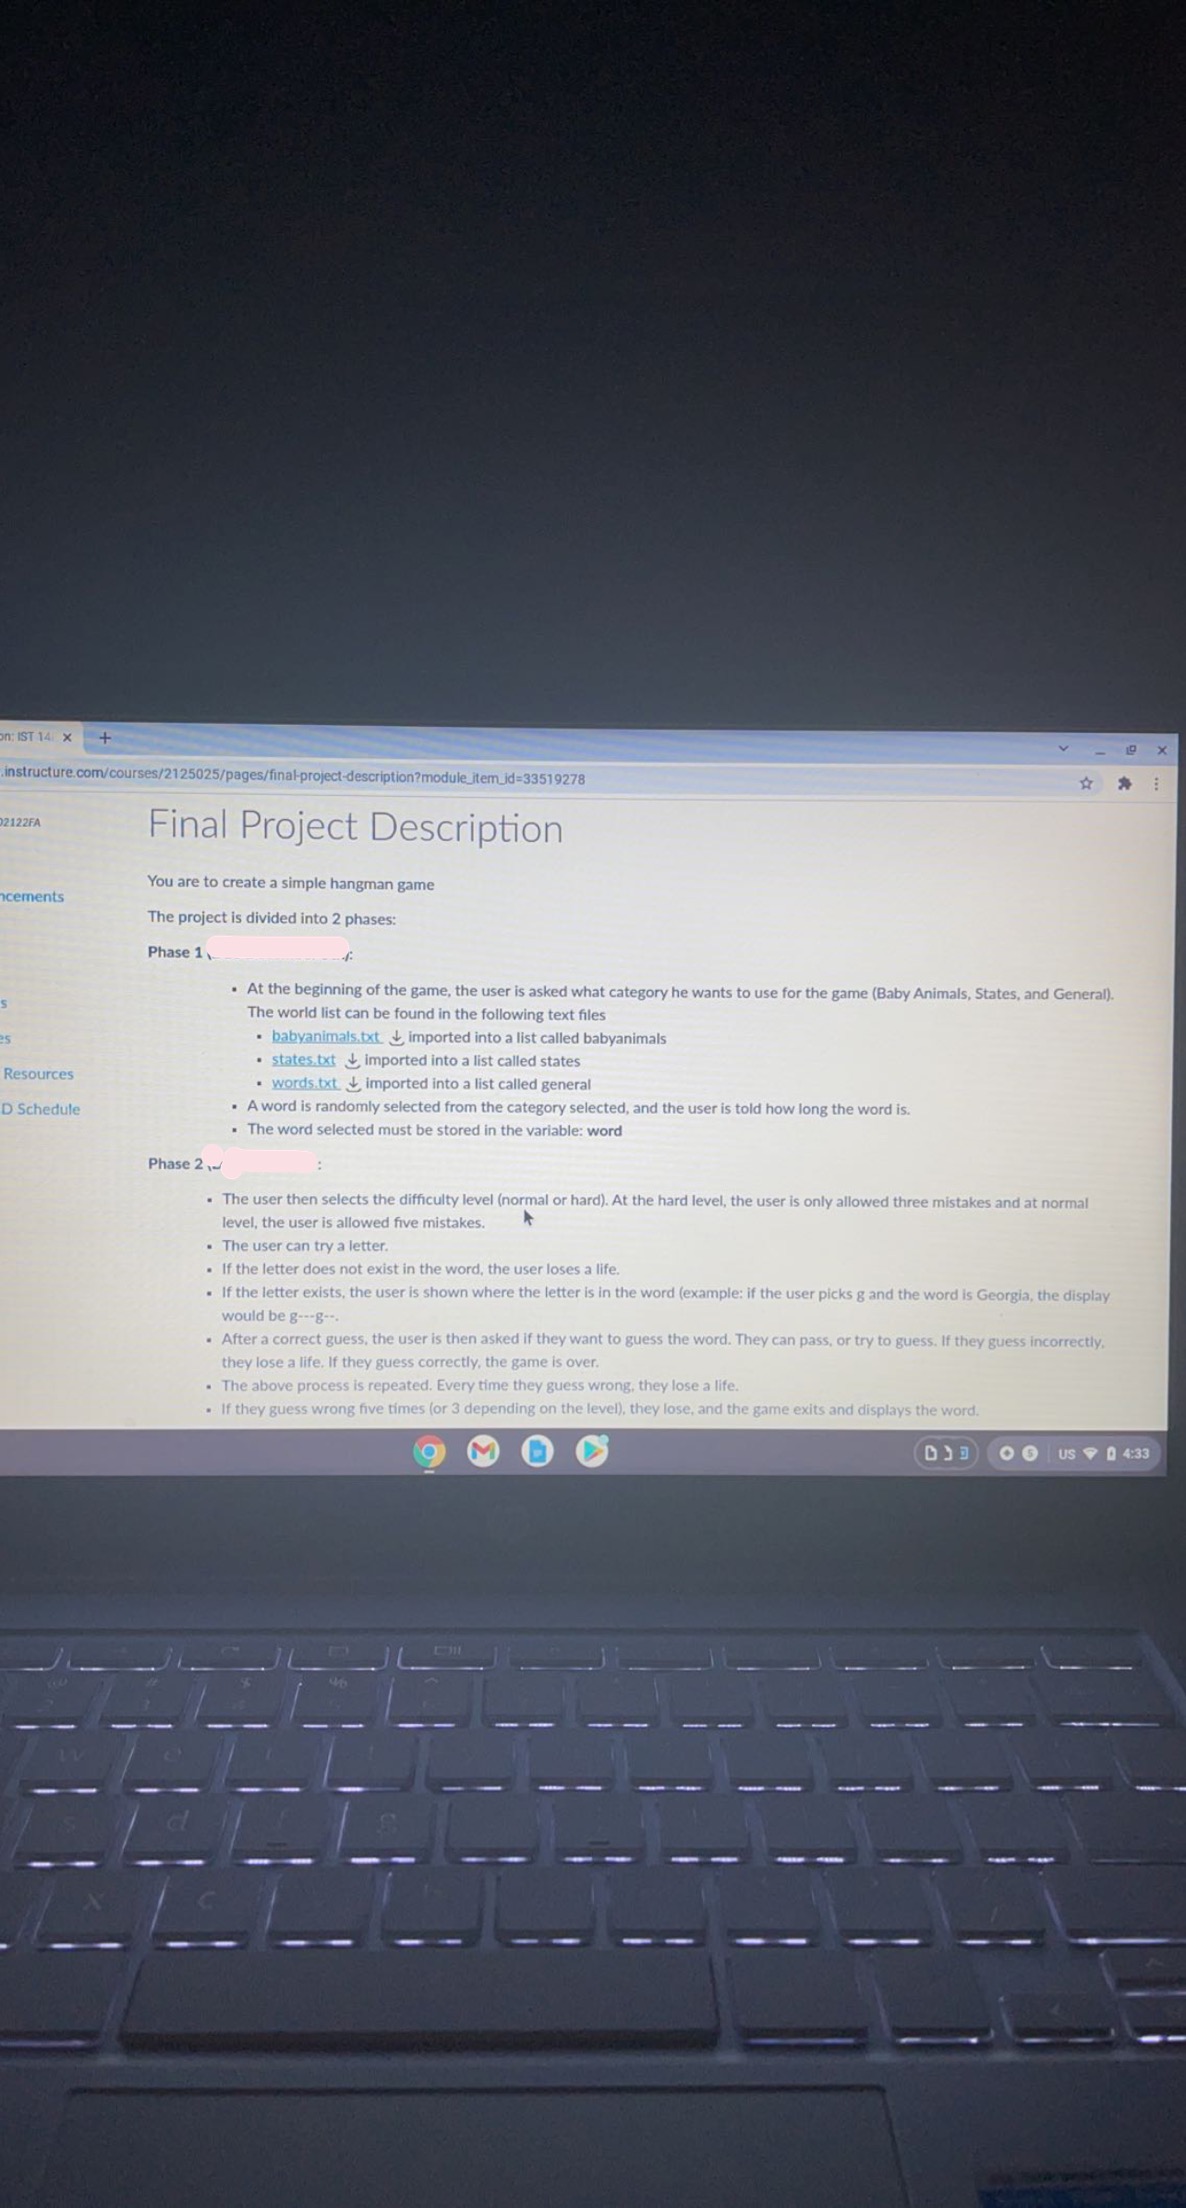 on: IST 14
.instructure.com/courses/2125025/pages/final-project-description?module_item_id=33519278
02122FA
Final Project Description
You are to create a simple hangman game
ncements
The project is divided into 2 phases:
Phase 1
• At the beginning of the game, the user is asked what category he wants to use for the game (Baby Animals, States, and General).
s
The world list can be found in the following text files
es
• babyanimals.txt imported into a list called babyanimals
• states.txt imported into a list called states
Resources
• words.txt imported into a list called general
D Schedule
• A word is randomly selected from the category selected, and the user is told how long the word is.
• The word selected must be stored in the variable: word
Phase 2 :
• The user then selects the difficulty level (normal or hard). At the hard level, the user is only allowed three mistakes and at normal
level, the user is allowed five mistakes.
• The user can try a letter.
• If the letter does not exist in the word, the user loses a life.
• If the letter exists, the user is shown where the letter is in the word (example: if the user picks g and the word is Georgia, the display
would be g---g--.
• After a correct guess, the user is then asked if they want to guess the word. They can pass, or try to guess. If they guess incorrectly,
they lose a life. If they guess correctly, the game is over.
• The above process is repeated. Every time they guess wrong, they lose a life.
• If they guess wrong five times (or 3 depending on the level), they lose, and the game exits and displays the word.
US 4:33
# $ %
w e
s d g
x c